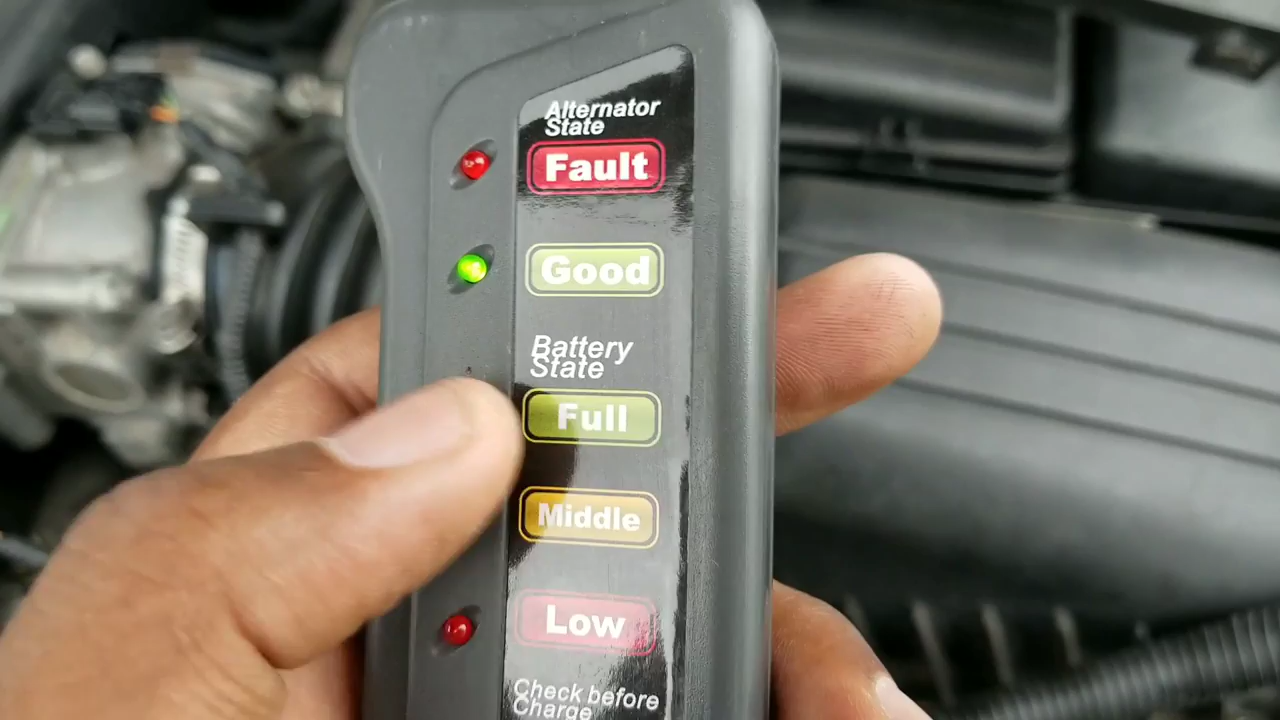 Alternator
State
Fault
Good
Battery
State
Full
Middle
Low
Check before
Charge